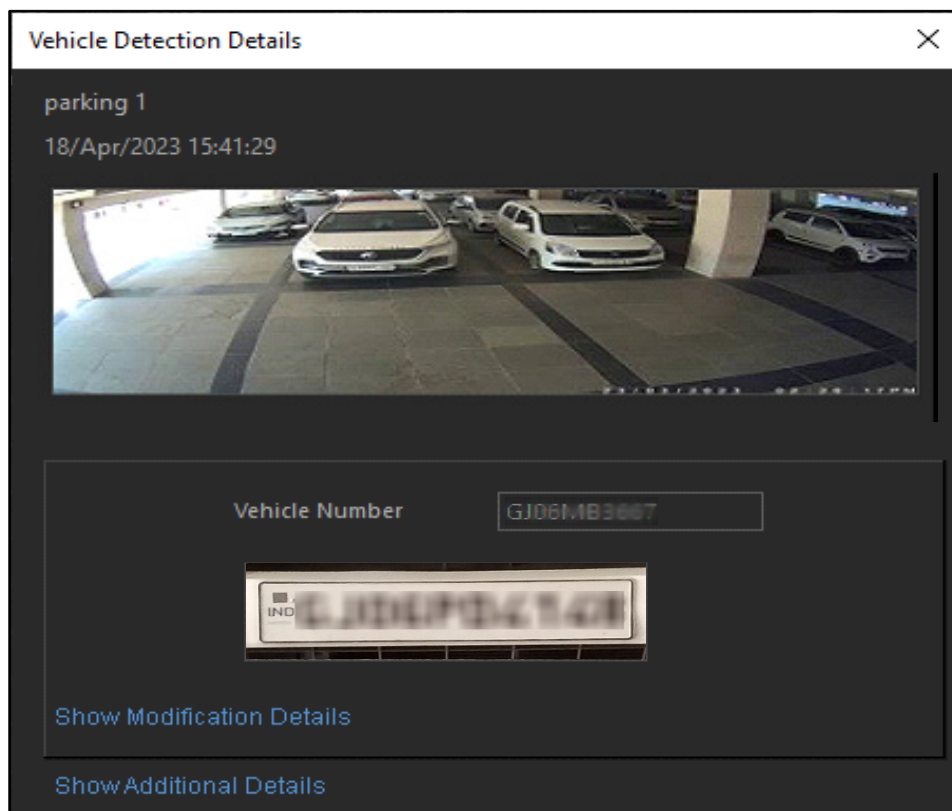 Vehicle Detection Details
parking 1
18/Apr/2023 15:41:29
Vehicle Number
IND
Show Modification Details
Show Additional Details